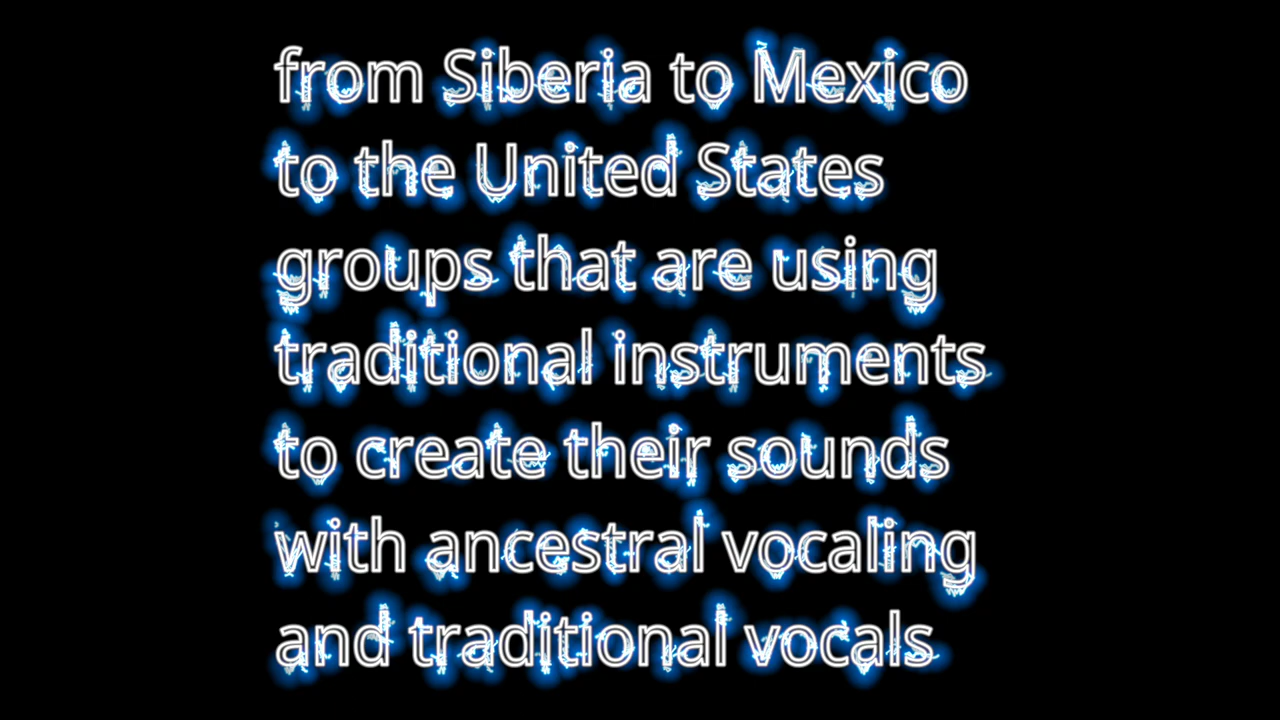 from Siberia to Mexico
to the United States
groups that are using
traditional instruments
to create their sounds
with ancestral vocaling
and traditional vocals